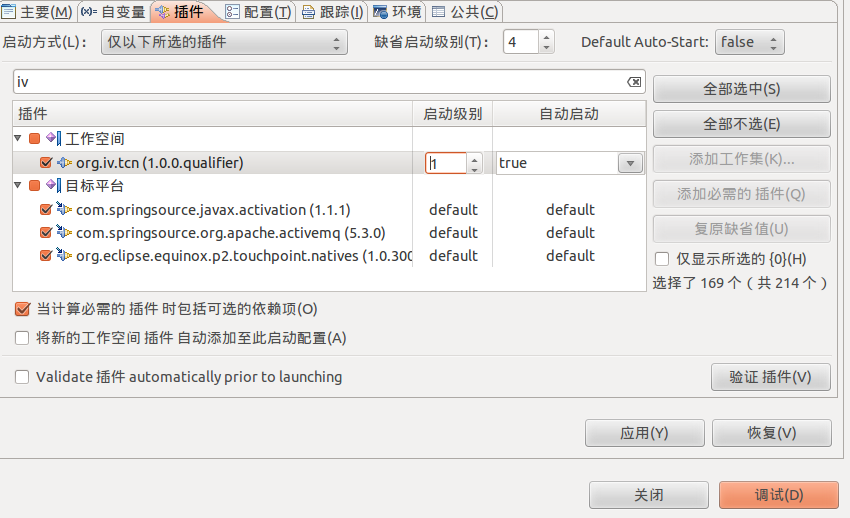 主要(M) (x)= 自变量 插件 配置(T) 跟踪(I) 环境 公共(C)
启动方式(L)： 仅以下所选的插件 缺省启动级别(T)： 4 Default Auto-Start: false
iv
全部选中(S)
插件 启动级别 自动启动
全部不选(E)
工作空间
org.iv.tcn (1.0.0.qualifier) 1 true
添加工作集(K)...
目标平台
添加必需的 插件(Q)
com.springsource.javax.activation (1.1.1) default default
复原缺省值(U)
com.springsource.org.apache.activemq (5.3.0) default default
org.eclipse.equinox.p2.touchpoint.natives (1.0.300 default default
仅显示所选的 {0}(H)
选择了 169 个（共 214 个）
当计算必需的 插件 时包括可选的依赖项(O)
将新的工作空间 插件 自动添加至此启动配置(A)
Validate 插件 automatically prior to launching 验证 插件(V)
应用(Y) 恢复(V)
关闭 调试(D)